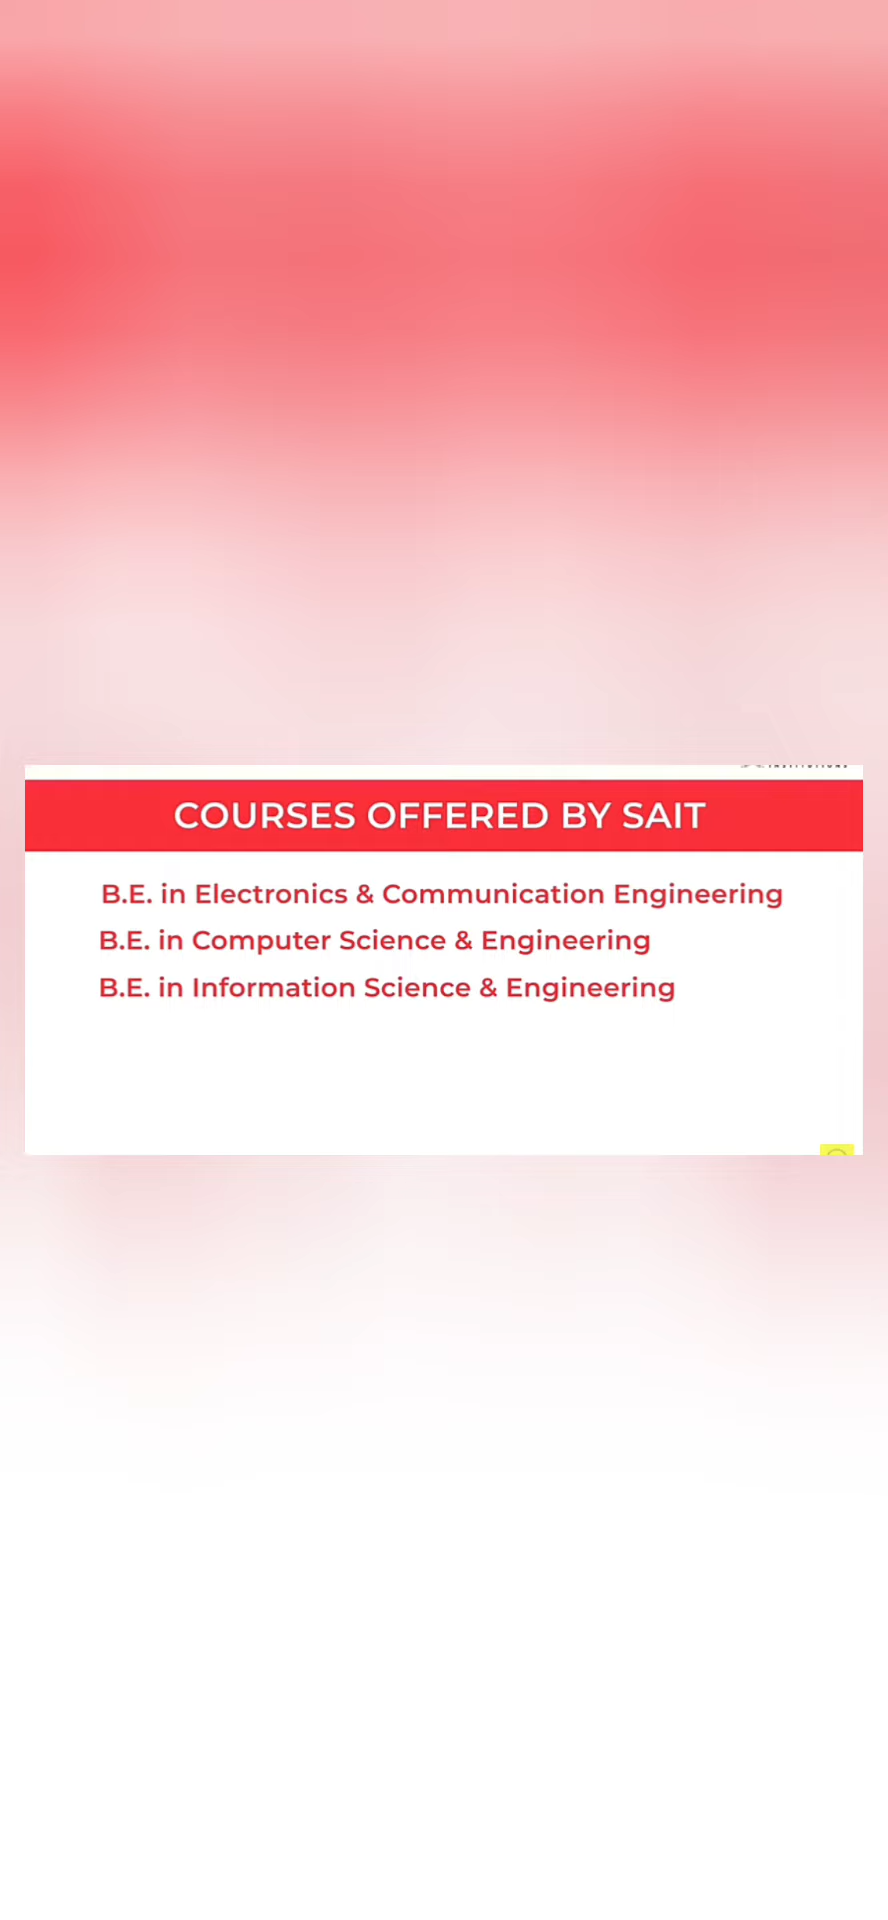 COURSES OFFERED BY SAIT
B.E. in Electronics & Communication Engineering
B.E. in Computer Science & Engineering
B.E. in Information Science & Engineering